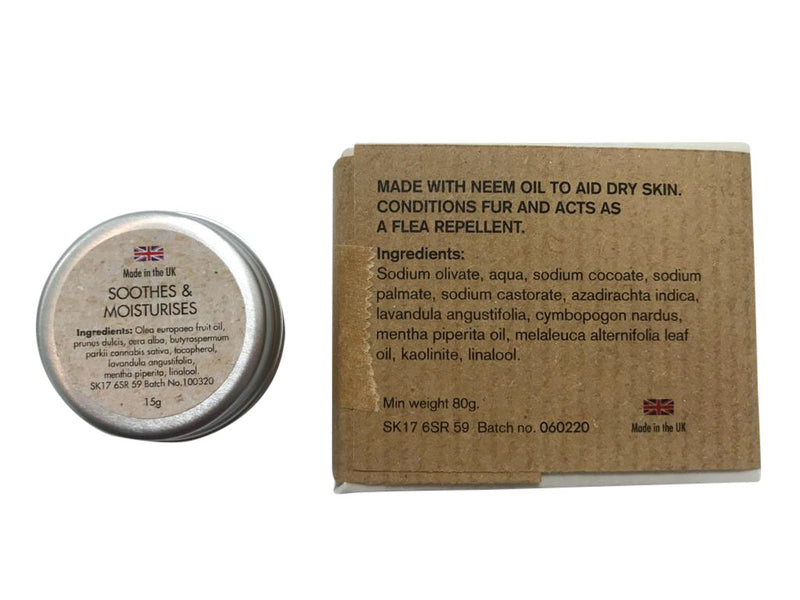 Made in the UK
SOOTHES &
MOISTURISES
Ingredients: Olea europaea fruit oil,
prunus dulcis, cera alba, butyrospermum
parkii cannabis sativa, tocopherol,
lavandula angustifolia,
mentha piperita, linalool.
SK17 6SR 59 Batch No.100320
15g
MADE WITH NEEM OIL TO AID DRY SKIN.
CONDITIONS FUR AND ACTS AS
A FLEA REPELLENT.
Ingredients:
Sodium olivate, aqua, sodium cocoate, sodium
palmate, sodium castorate, azadirachta indica,
lavandula angustifolia, cymbopogon nardus,
mentha piperita oil, melaleuca alternifolia leaf
oil, kaolinite, linalool.
Min weight 80g.
SK17 6SR 59 Batch no. 060220
Made in the UK